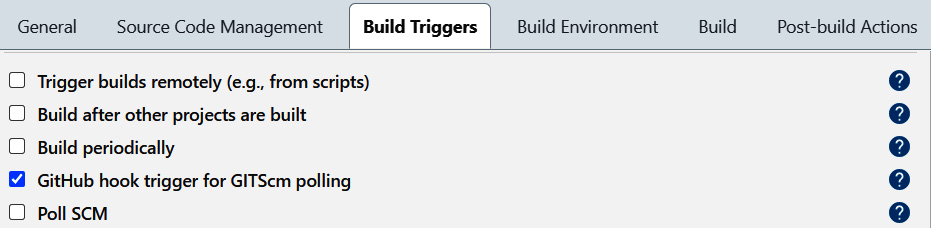 General Source Code Management Build Triggers Build Environment Build Post-build Actions
Trigger builds remotely (e.g., from scripts) ?
Build after other projects are built ?
Build periodically ?
GitHub hook trigger for GITScm polling ?
Poll SCM ?